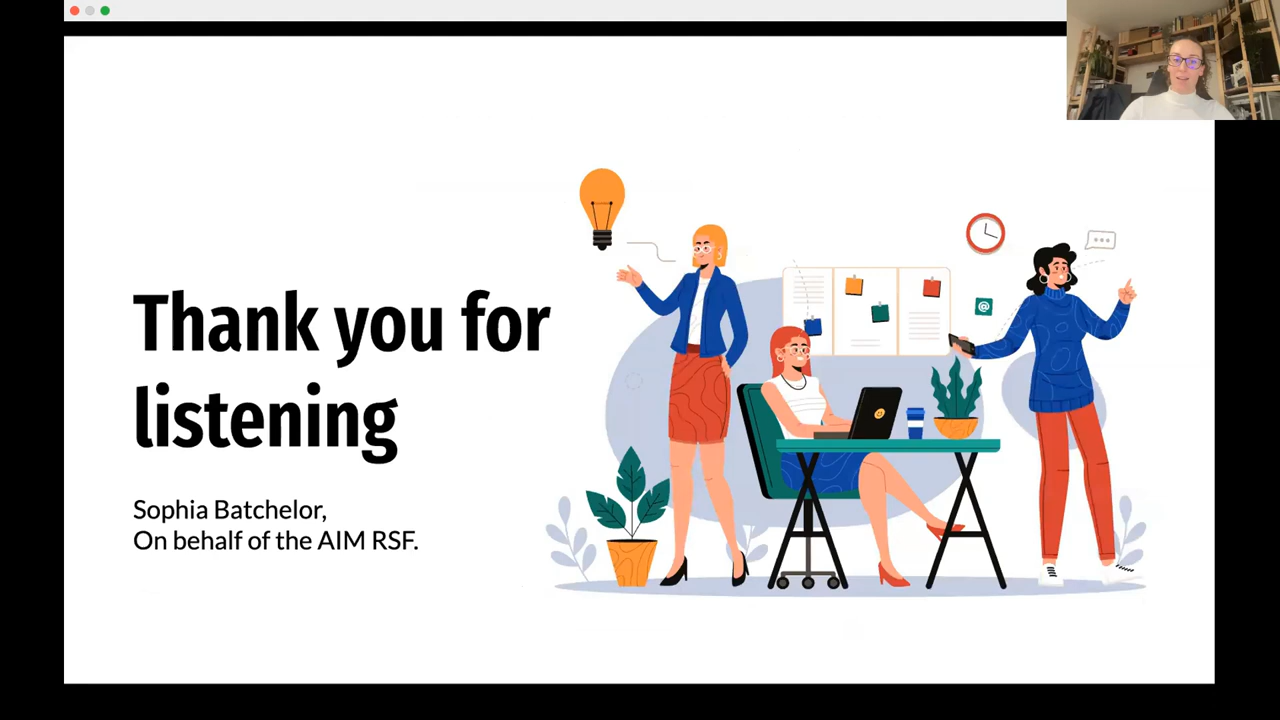 Thank you for
listening
Sophia Batchelor,
On behalf of the AIM RSF.
@